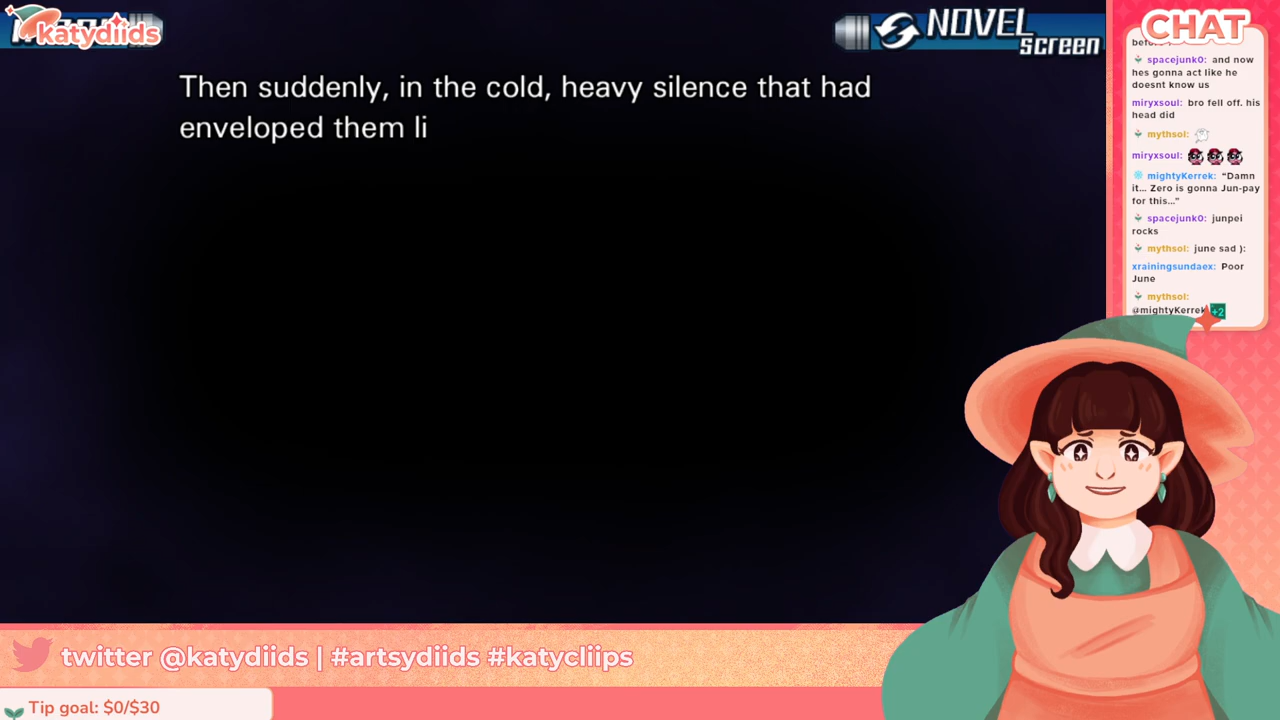 katydiids
NOVEL
screen
Then suddenly, in the cold, heavy silence that had
enveloped them li
CHAT
spacejunk0: and now
hes gonna act like he
doesnt know us
miryxsoul: bro fell off. his
head did
mythsol:
miryxsoul:
mightyKerrek: “Damn
it... Zero is gonna Jun-pay
for this...”
spacejunk0: junpei
rocks
mythsol: june sad ):
xrainingsundaex: Poor
June
mythsol:
@mightyKerrek +2
twitter @katydiids | #artsydiids #katycliips
Tip goal: $0/$30